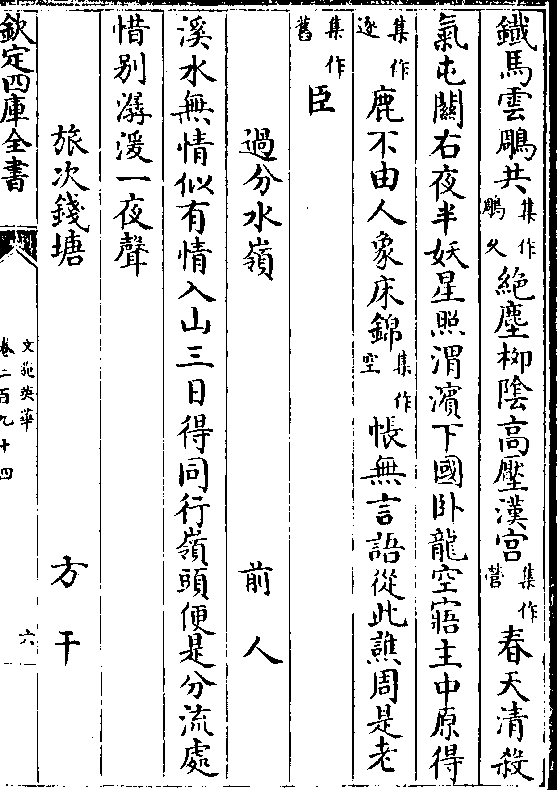 鐵馬雲鵰共集作鵰久絶塵栁隂高壓漢宫集作營春天清殺
氣屯關右夜半妖星照渭濱下國卧龍空寤主中原得集作逐
鹿不由人象床錦集作空帳無言語從此譙周是老集作舊
臣
過分水嶺 前人
溪水無情似有情入山三日得同行嶺頭便是分流處
惜别潺湲一夜聲
旅次錢塘 方干
欽定四庫全書
文苑英華
卷二百九十四
六